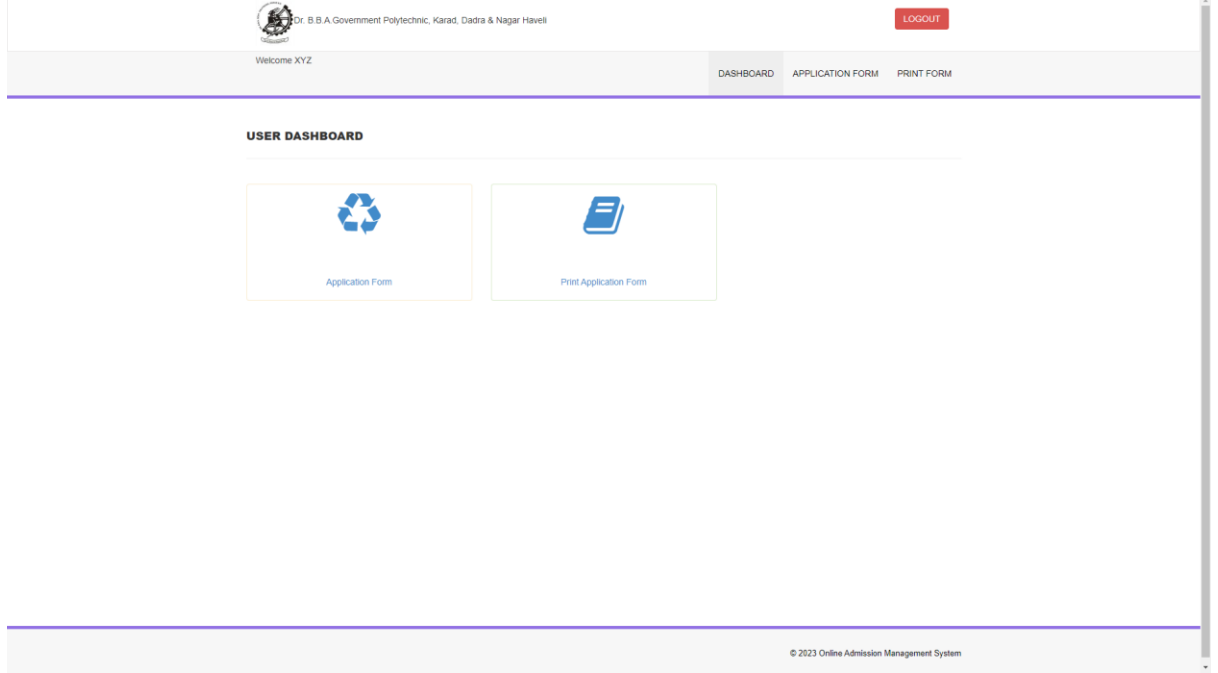 Dr. B.B.A.Government Polytechnic, Karad, Dadra & Nagar Haveli
LOGOUT
Welcome XYZ
DASHBOARD APPLICATION FORM PRINT FORM
USER DASHBOARD
Application Form
Print Application Form
© 2023 Online Admission Management System